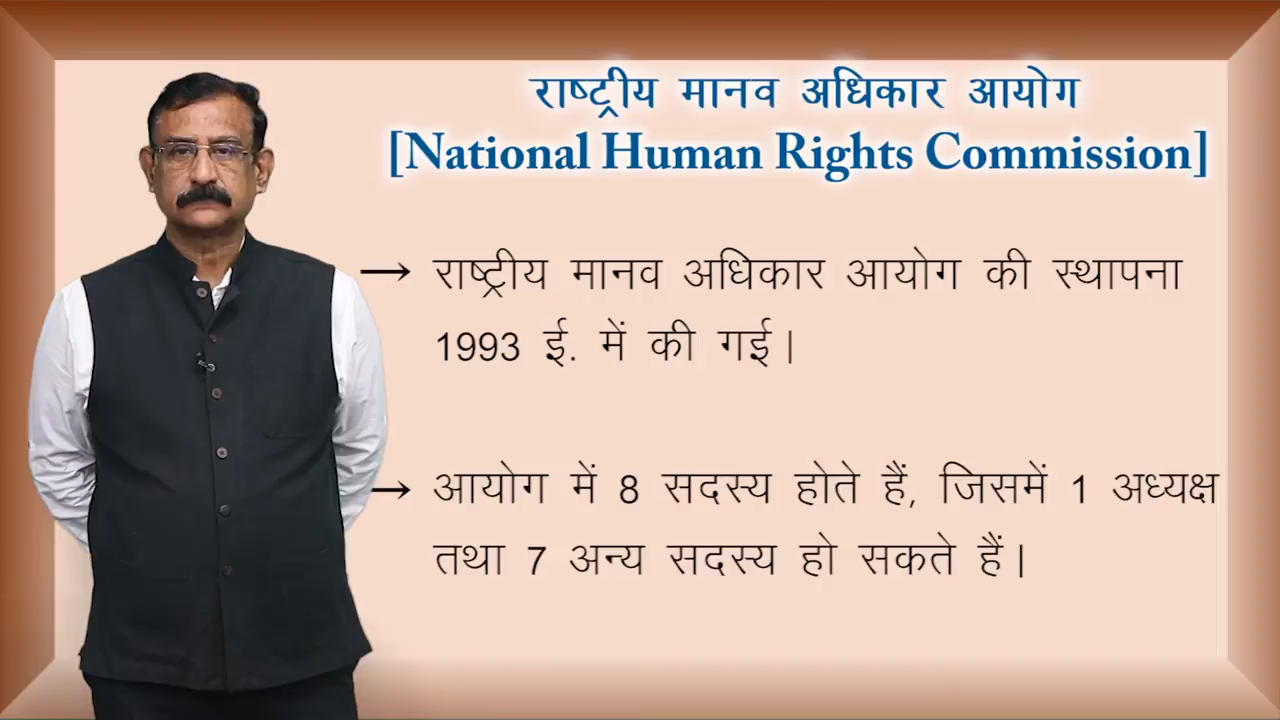 राष्ट्रीय मानव अधिकार आयोग
[National Human Rights Commission]
→ राष्ट्रीय मानव अधिकार आयोग की स्थापना
1993 ई. में की गई।
→ आयोग में 8 सदस्य होते हैं, जिसमें 1 अध्यक्ष
तथा 7 अन्य सदस्य हो सकते हैं।